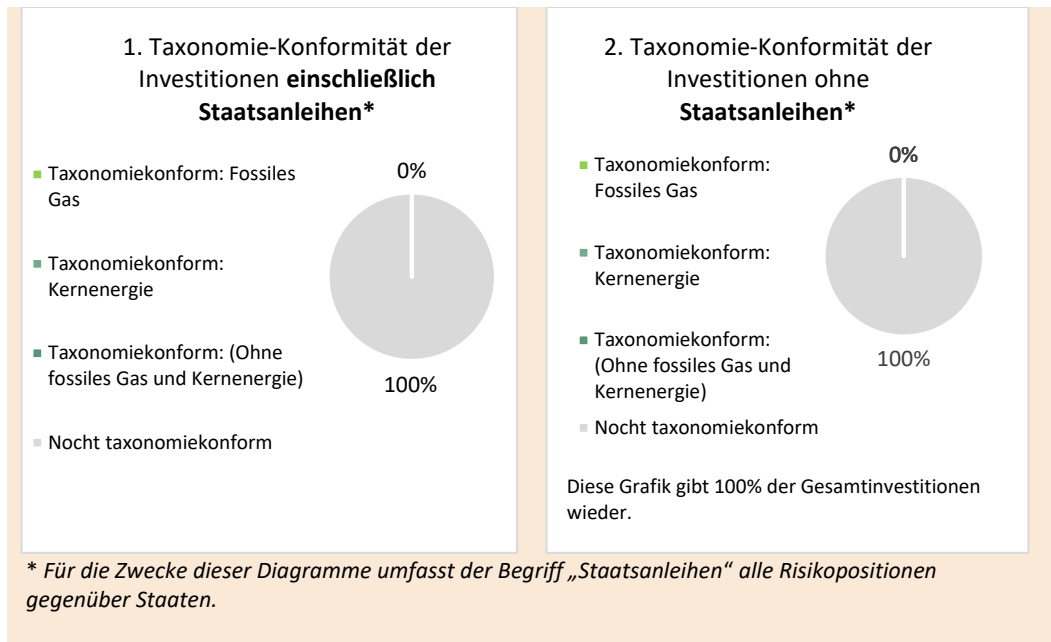 1. Taxonomie-Konformität der
Investitionen einschließlich
Staatsanleihen*
Taxonomiekonform: Fossiles
Gas
Taxonomiekonform:
Kernenergie
Taxonomiekonform: (Ohne
fossiles Gas und Kernenergie)
Nocht taxonomiekonform
0%
100%
2. Taxonomie-Konformität der
Investitionen ohne
Staatsanleihen*
Taxonomiekonform:
Fossiles Gas
Taxonomiekonform:
Kernenergie
Taxonomiekonform:
(Ohne fossiles Gas und
Kernenergie)
Nocht taxonomiekonform
0%
100%
Diese Grafik gibt 100% der Gesamtinvestitionen
wieder.
* Für die Zwecke dieser Diagramme umfasst der Begriff „Staatsanleihen“ alle Risikopositionen
gegenüber Staaten.